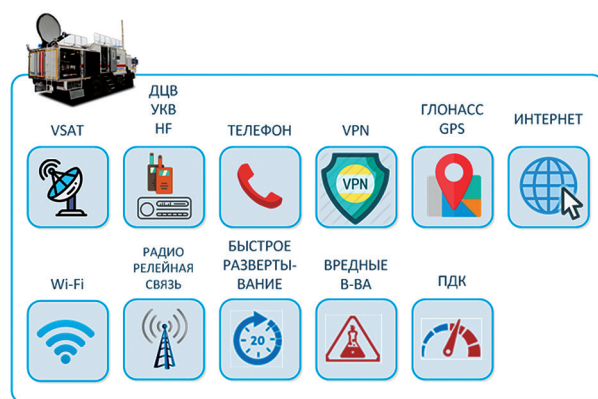 VSAT
ДЦВ
УКВ
HF
ТЕЛЕФОН
VPN
ГЛОНАСС
GPS
ИНТЕРНЕТ
VPN
Wi-Fi
РАДИО
РЕЛЕЙНАЯ
СВЯЗЬ
БЫСТРОЕ
РАЗВЕРТЫ-
ВАНИЕ
ВРЕДНЫЕ
В-ВА
ПДК
20